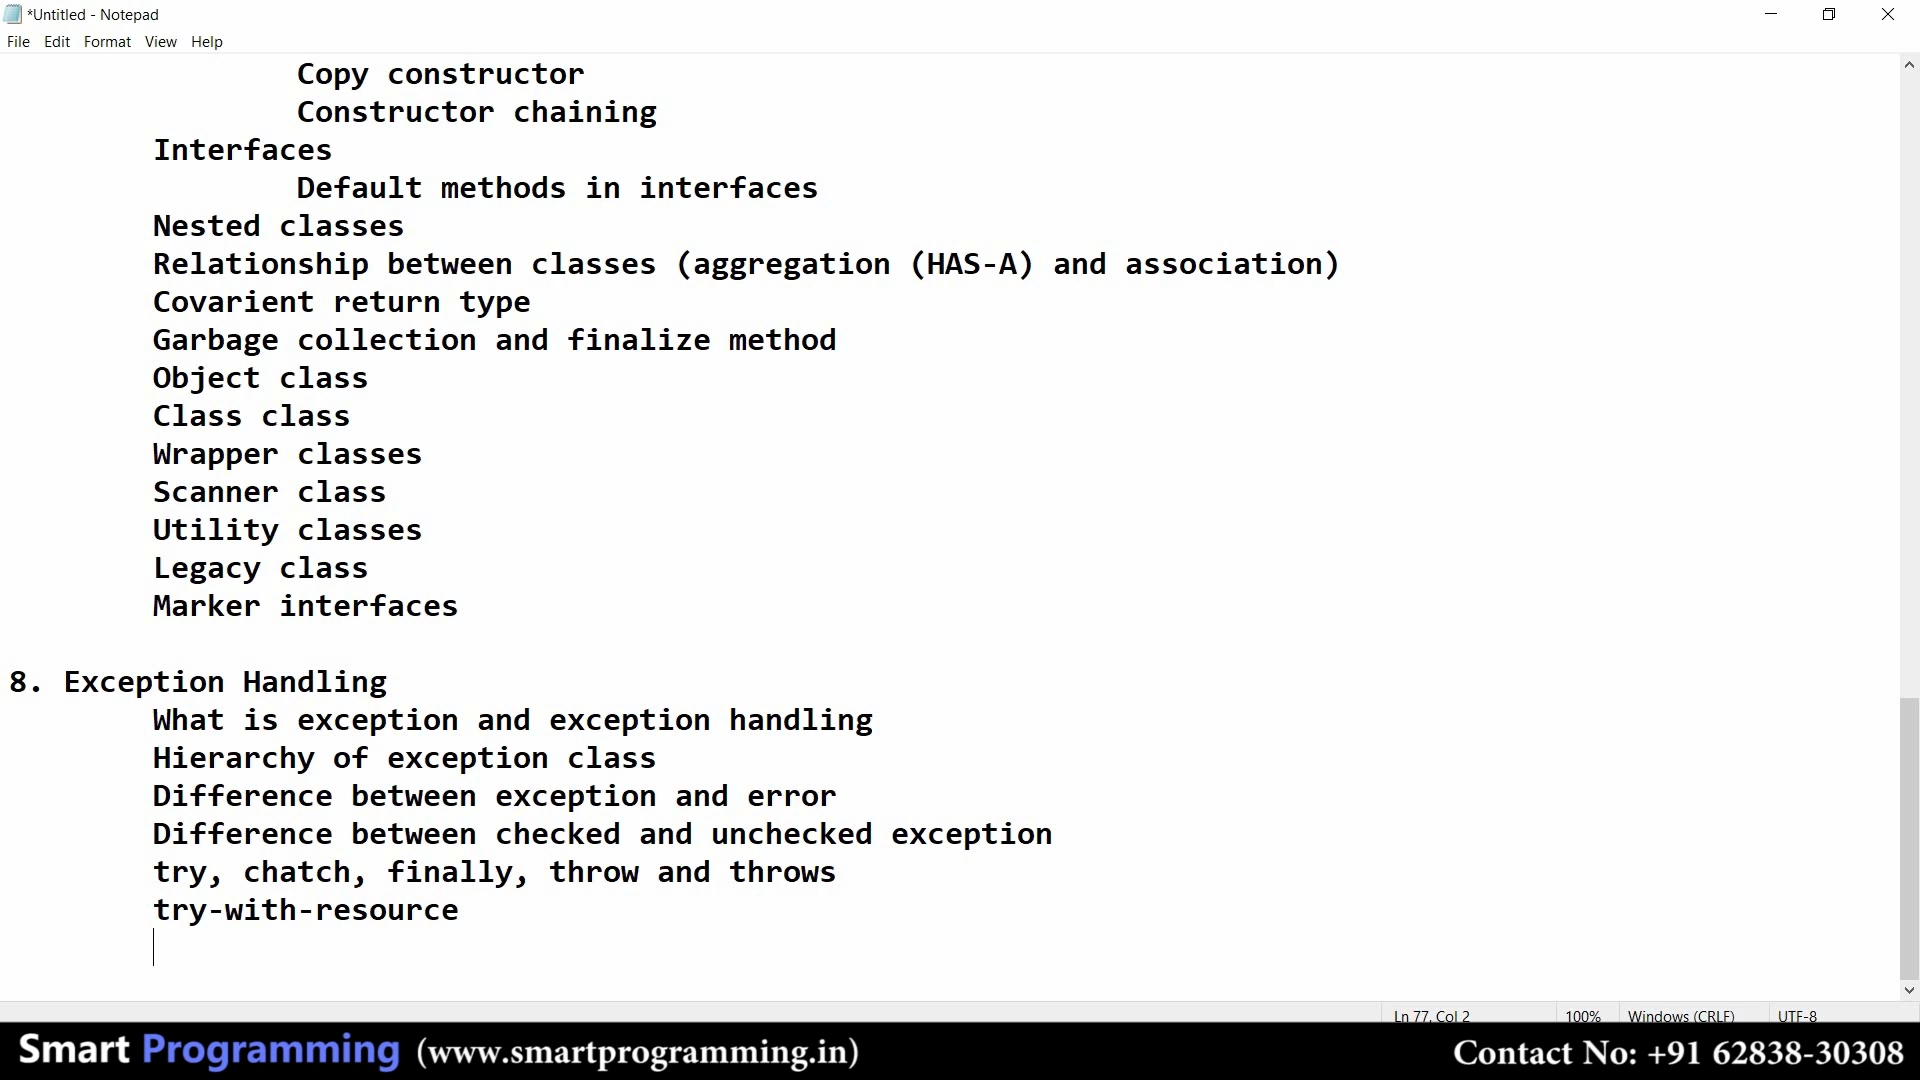 *Untitled - Notepad
File Edit Format View Help
Copy constructor
Constructor chaining
Interfaces
Default methods in interfaces
Nested classes
Relationship between classes (aggregation (HAS-A) and association)
Covarient return type
Garbage collection and finalize method
Object class
Class class
Wrapper classes
Scanner class
Utility classes
Legacy class
Marker interfaces
8. Exception Handling
What is exception and exception handling
Hierarchy of exception class
Difference between exception and error
Difference between checked and unchecked exception
try, chatch, finally, throw and throws
try-with-resource
Ln 77, Col 2 100% Windows (CRLF) UTF-8
Smart Programming (www.smartprogramming.in) Contact No: +91 62838-30308